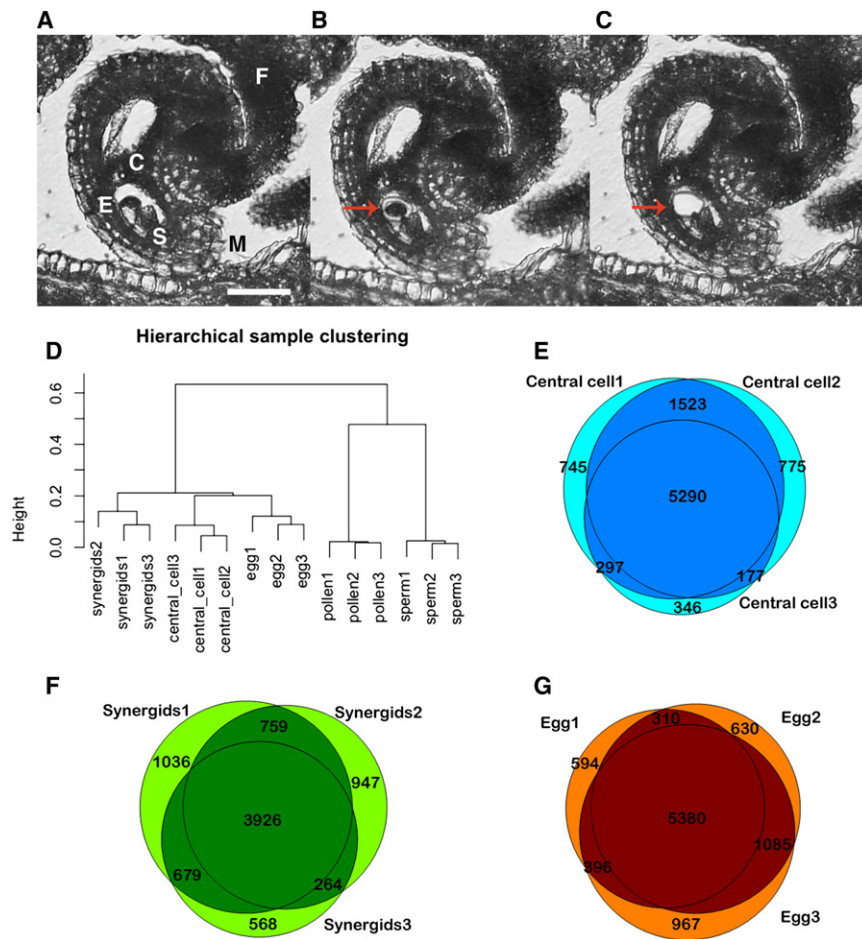 A
B
C
F
C
E
S
M
D
Hierarchical sample clustering
Height
0.0
0.2
0.4
0.6
synergids2
synergids1
synergids3
central_cell3
central_cell1
central_cell2
egg1
egg2
egg3
pollen1
pollen2
pollen3
sperm1
sperm2
sperm3
E
Central cell1
Central cell2
1523
745
775
5290
297
177
346
Central cell3
F
Synergids1
Synergids2
759
1036
947
3926
679
264
568
Synergids3
G
Egg1
Egg2
310
630
594
5380
1085
396
967
Egg3